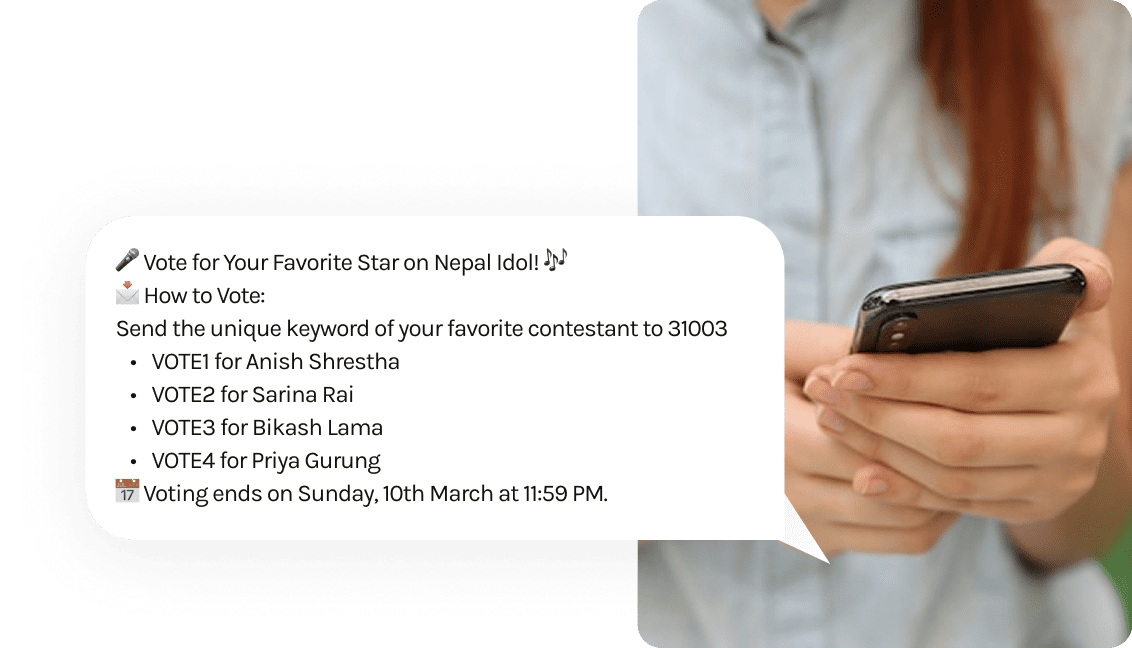 🎤 Vote for Your Favorite Star on Nepal Idol! 🎶
📩 How to Vote:
Send the unique keyword of your favorite contestant to 31003
• VOTE1 for Anish Shrestha
• VOTE2 for Sarina Rai
• VOTE3 for Bikash Lama
• VOTE4 for Priya Gurung
📅 Voting ends on Sunday, 10th March at 11:59 PM.